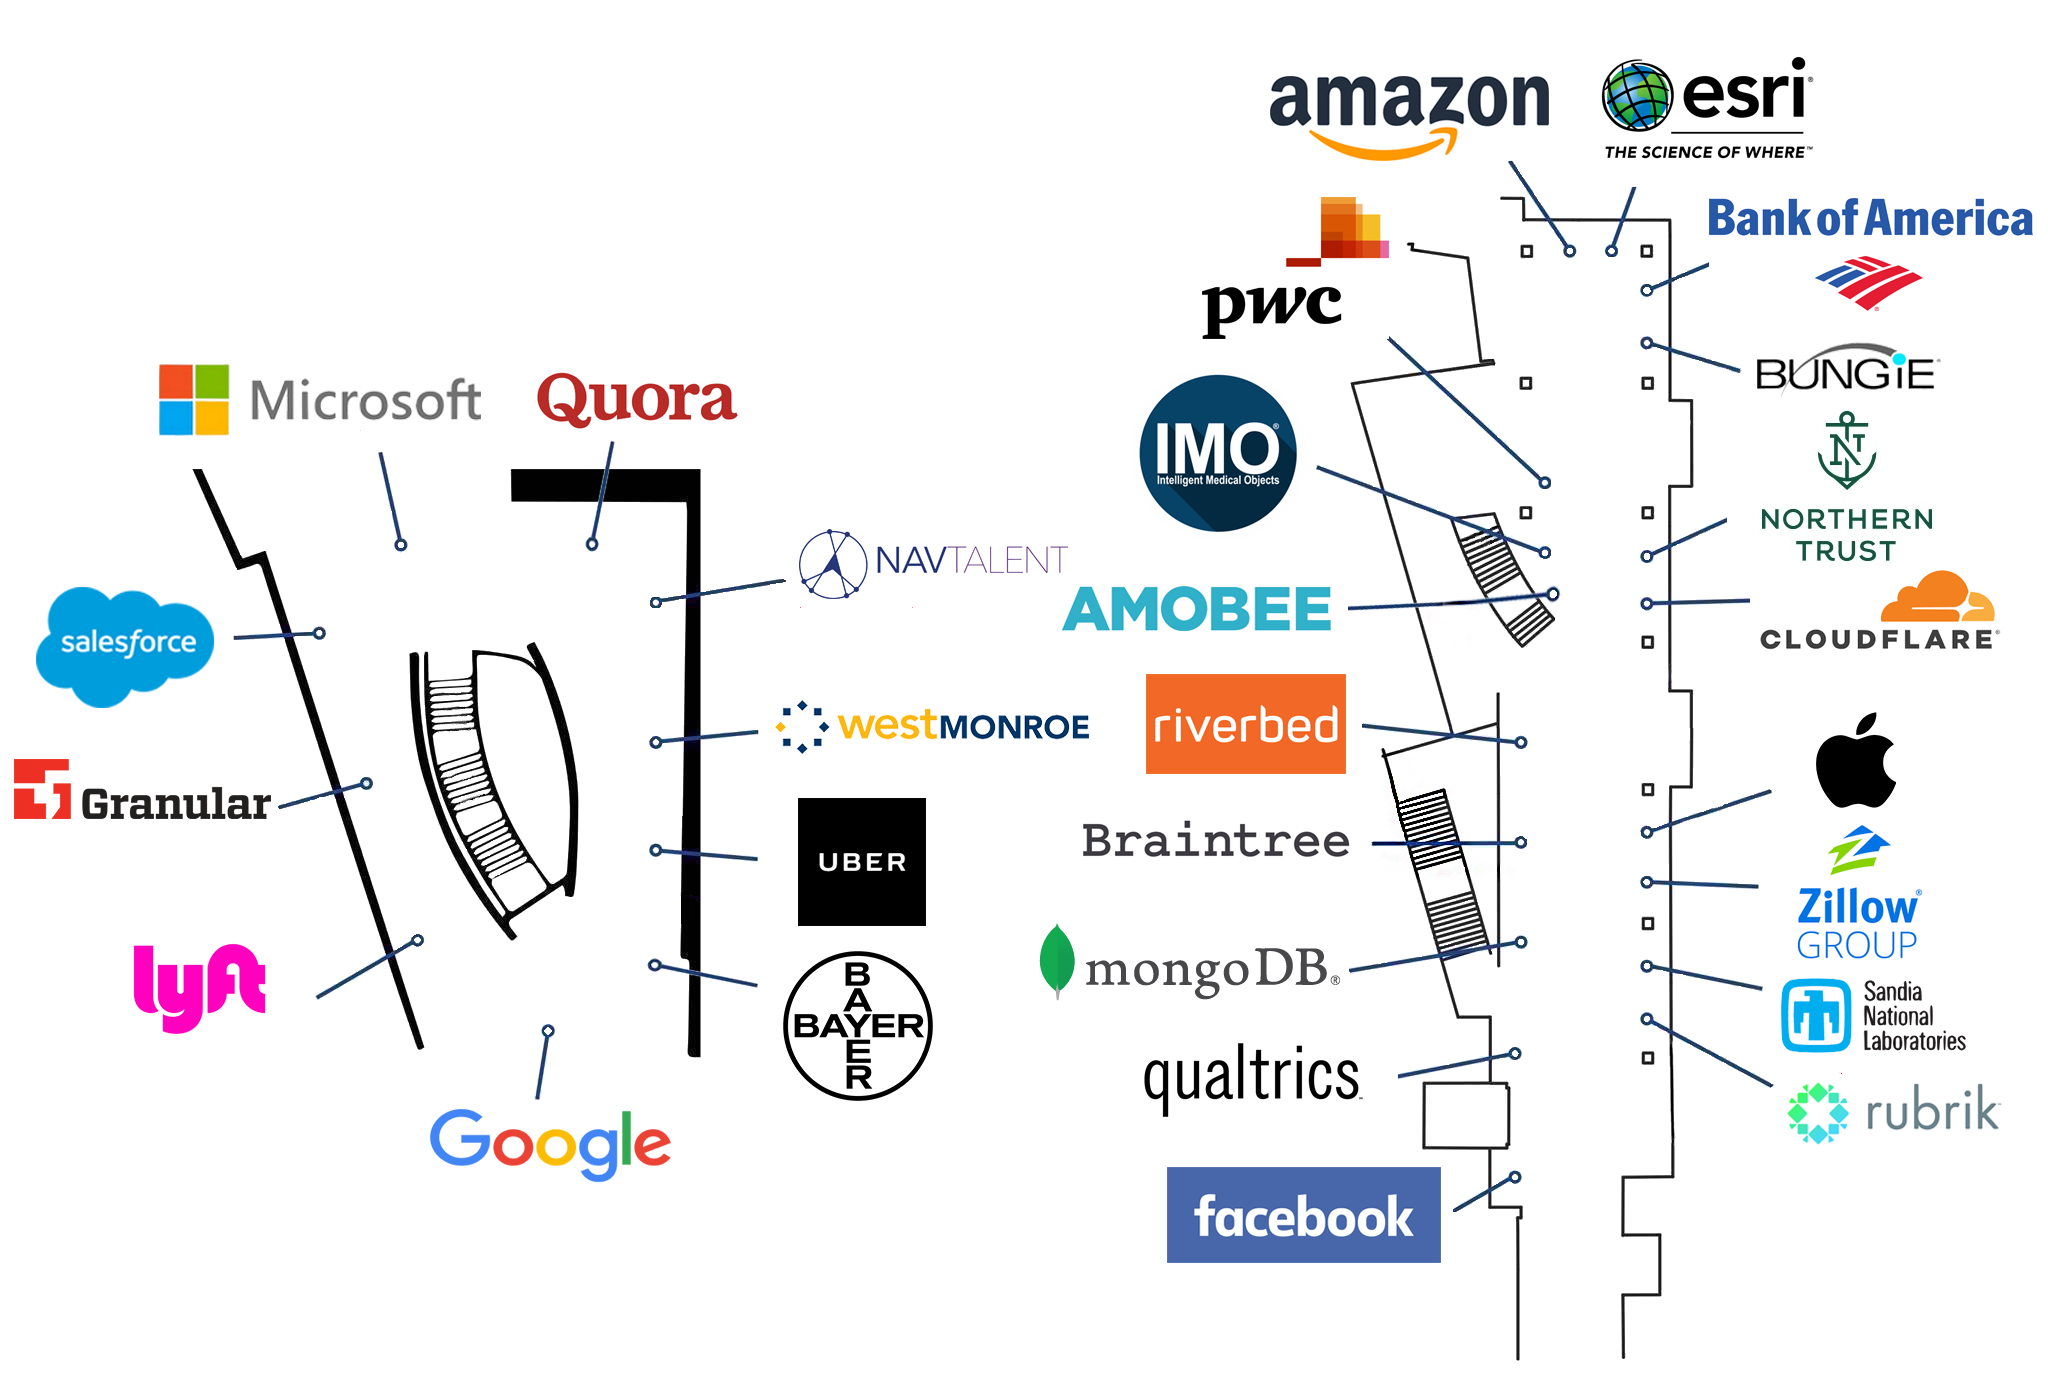 Microsoft
Quora
NAVTALENT
salesforce
westMONROE
Granular
UBER
lyft
BAYER
BAYER
Google
amazon
esri®
THE SCIENCE OF WHERE™
pwc
Bank of America
®
BUNGiE
IMO®
Intelligent Medical Objects
N
NORTHERN
TRUST
AMOBEE
CLOUDFLARE®
riverbed
Braintree
Zillow®
GROUP
mongoDB®
Sandia
National
Laboratories
qualtrics
rubrik
facebook